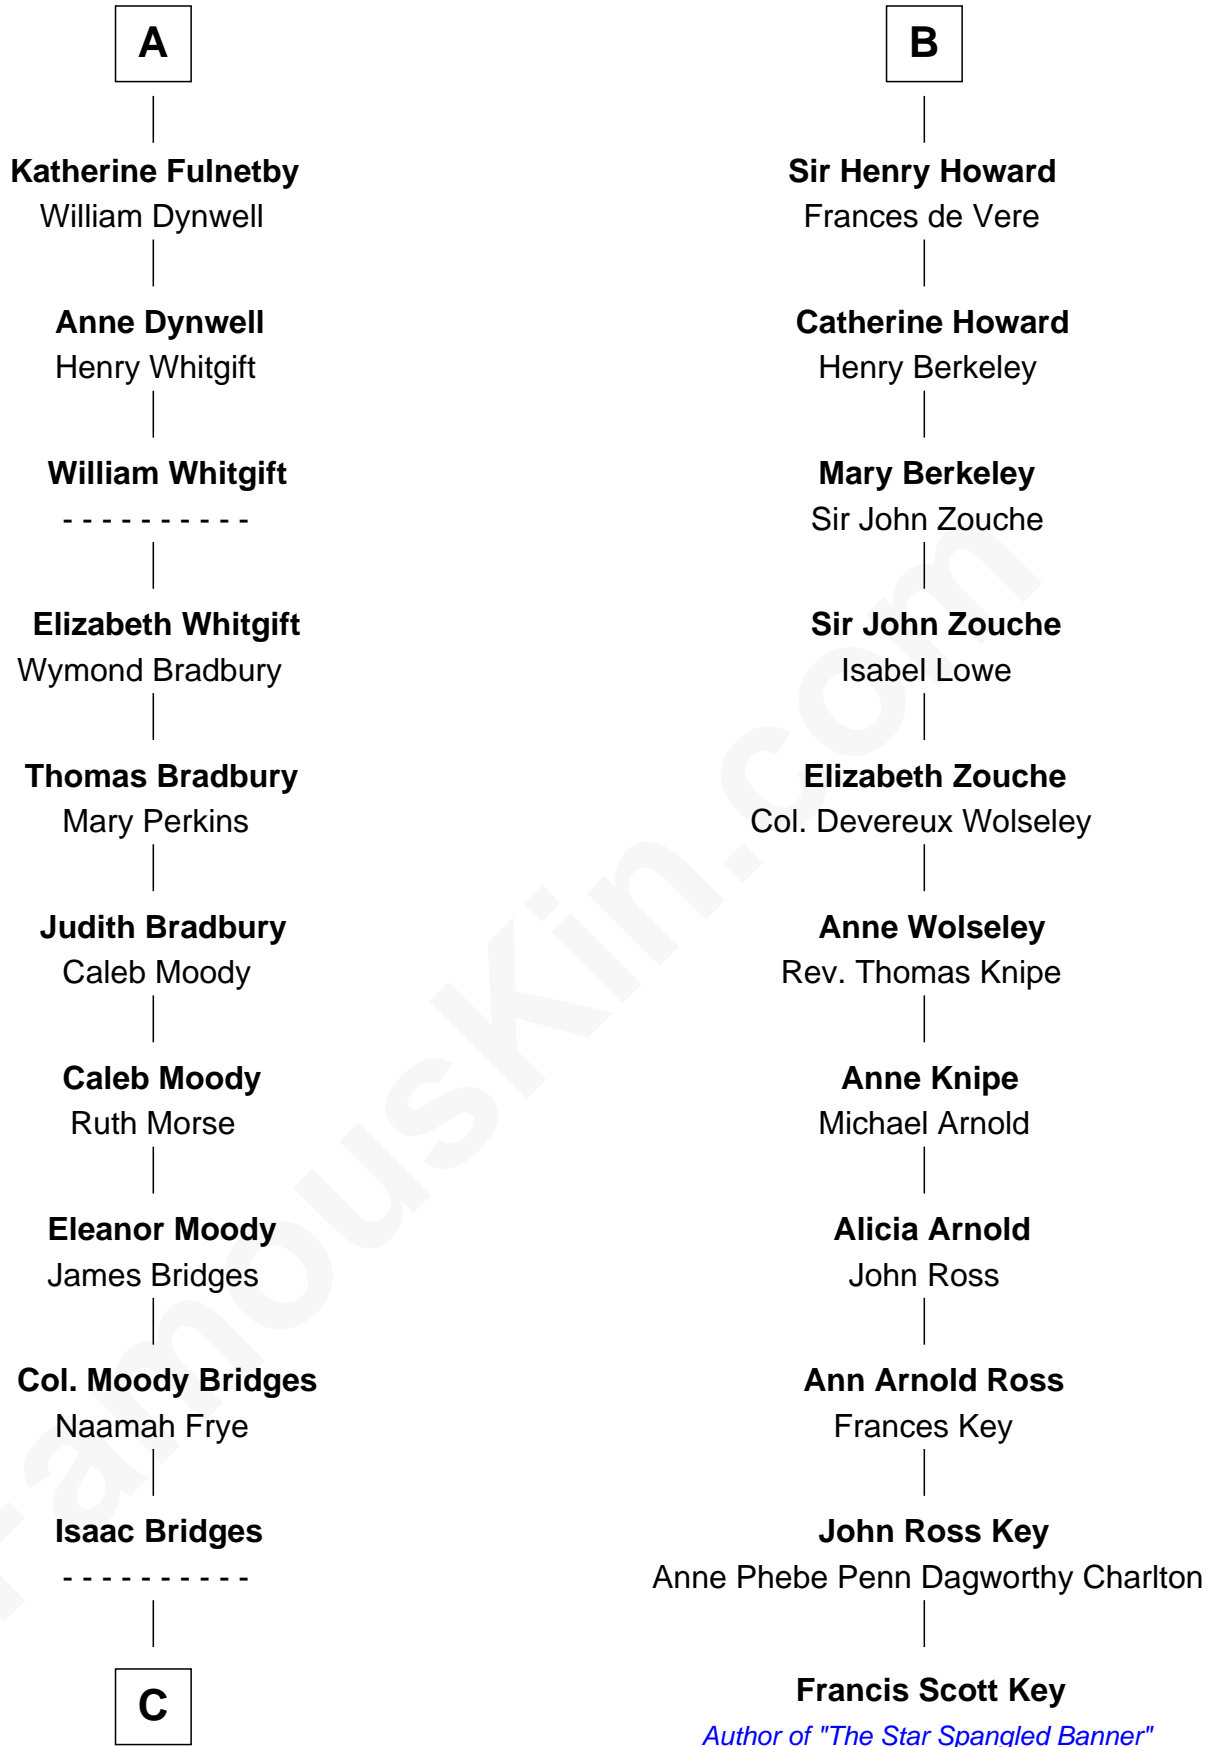 A
Katherine Fulnetby
William Dynwell
Anne Dynwell
Henry Whitgift
William Whitgift
- - - - - - - - - -
Elizabeth Whitgift
Wymond Bradbury
Thomas Bradbury
Mary Perkins
Judith Bradbury
Caleb Moody
Caleb Moody
Ruth Morse
Eleanor Moody
James Bridges
Col. Moody Bridges
Naamah Frye
Isaac Bridges
- - - - - - - - - -
C
B
Sir Henry Howard
Frances de Vere
Catherine Howard
Henry Berkeley
Mary Berkeley
Sir John Zouche
Sir John Zouche
Isabel Lowe
Elizabeth Zouche
Col. Devereux Wolseley
Anne Wolseley
Rev. Thomas Knipe
Anne Knipe
Michael Arnold
Alicia Arnold
John Ross
Ann Arnold Ross
Frances Key
John Ross Key
Anne Phebe Penn Dagworthy Charlton
Francis Scott Key
Author of "The Star Spangled Banner"
FamousKin.com